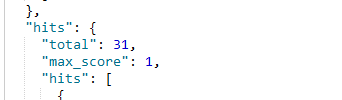 },
"hits": {
"total": 31,
"max_score": 1,
"hits": [
{